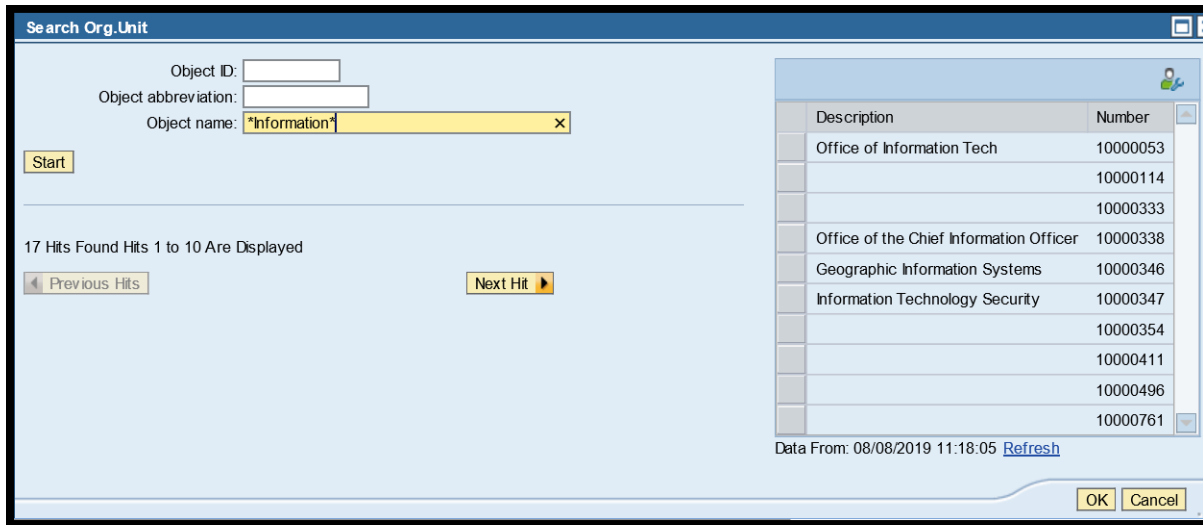 Search Org.Unit
Object ID:
Object abbreviation:
Object name: *Information*
Start
17 Hits Found Hits 1 to 10 Are Displayed
Previous Hits Next Hit
Description Number
Office of Information Tech 10000053
10000114
10000333
Office of the Chief Information Officer 10000338
Geographic Information Systems 10000346
Information Technology Security 10000347
10000354
10000411
10000496
10000761
Data From: 08/08/2019 11:18:05 Refresh
OK Cancel